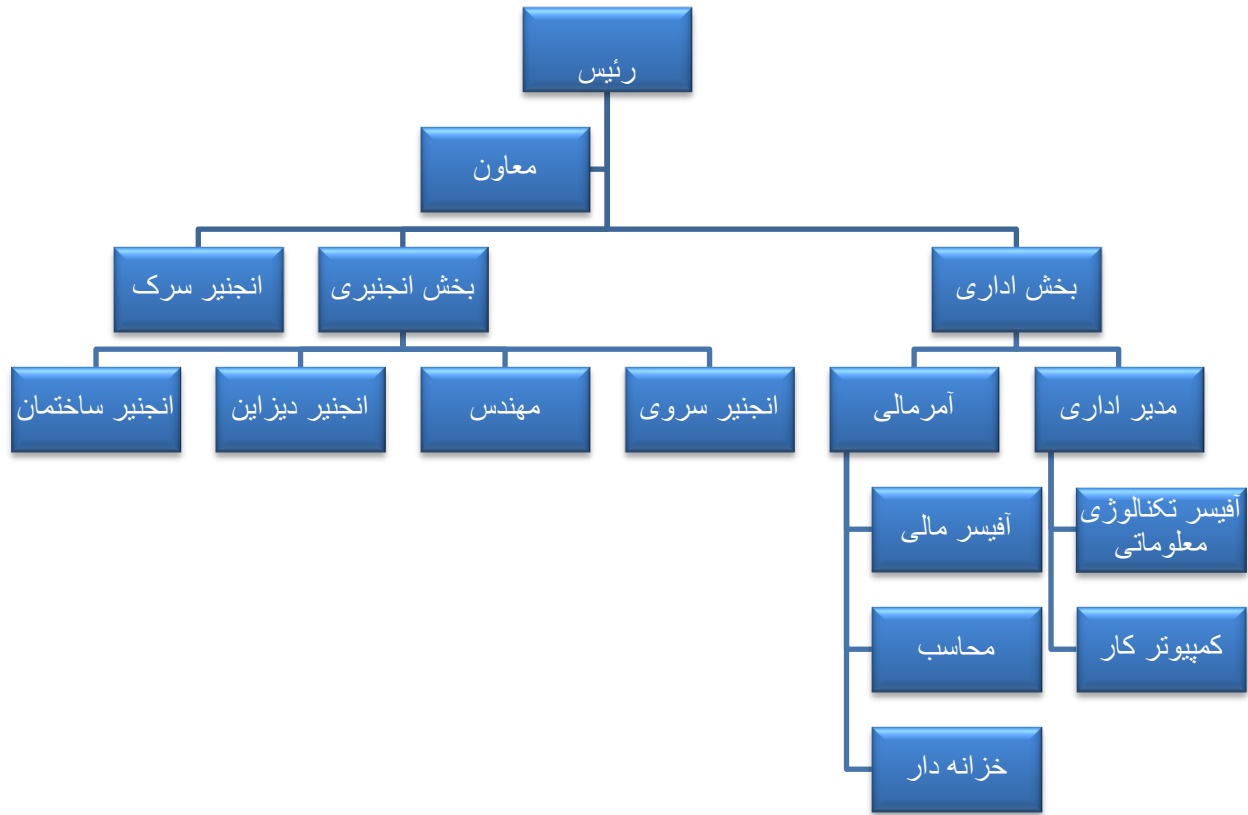 رئیس
معاون
بخش اداری
بخش انجنیری
انجنیر سرک
مدیر اداری
آمرمالی
انجنیر سروی
مهندس
انجنیر دیزاین
انجنیر ساختمان
آفیسر تکنالوژی
معلوماتی
آفیسر مالی
کمپیوتر کار
محاسب
خزانه دار